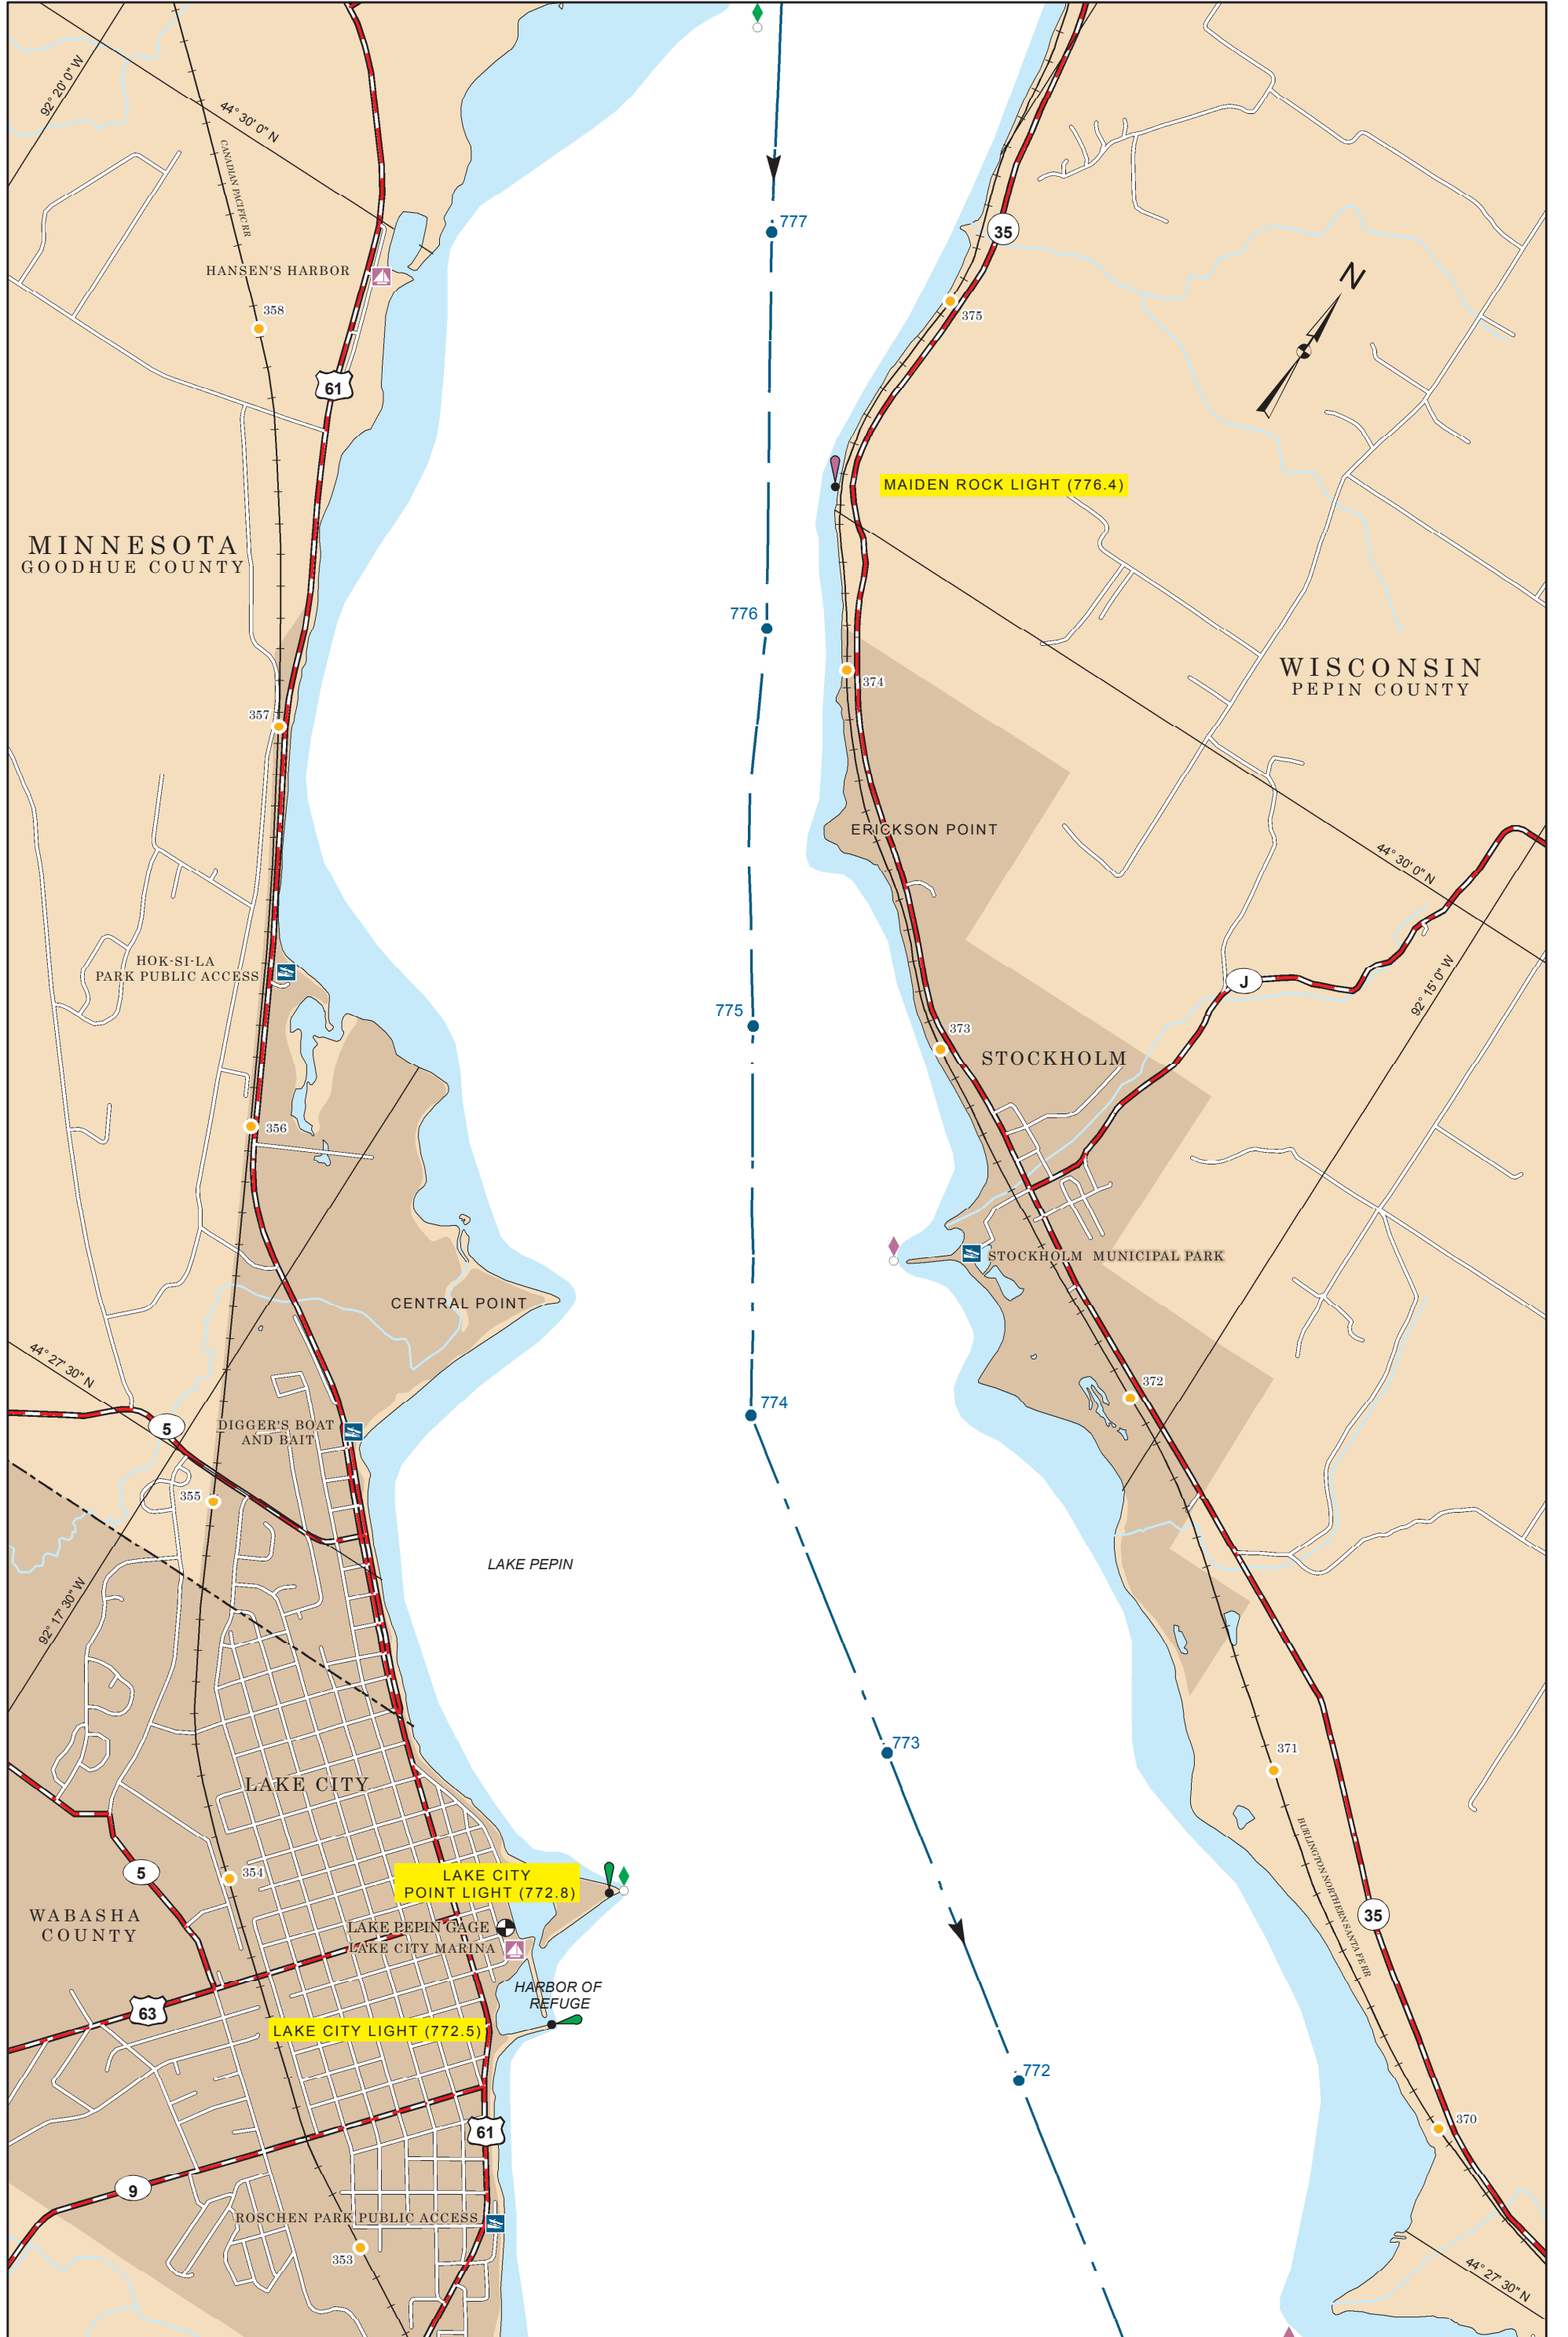 92° 20' 0" W
44° 30' 0" N
CANADIAN PACIFIC RR
777
35
N
HANSEN'S HARBOR
358
375
61
MAIDEN ROCK LIGHT (776.4)
MINNESOTA
GOODHUE COUNTY
776
WISCONSIN
PEPIN COUNTY
374
357
ERICKSON POINT
44° 30' 0" N
HOK-SI-LA
PARK PUBLIC ACCESS
J
92° 15' 0" W
775
373
STOCKHOLM
356
STOCKHOLM MUNICIPAL PARK
CENTRAL POINT
44° 27' 30" N
372
774
5
DIGGER'S BOAT
AND BAIT
355
LAKE PEPIN
92° 17' 30" W
773
371
LAKE CITY
BURLINGTON NORTHERN SANTA FE RR
5
354
LAKE CITY
POINT LIGHT (772.8)
WABASHA
COUNTY
35
LAKE PEPIN GAGE
LAKE CITY MARINA
HARBOR OF
REFUGE
63
LAKE CITY LIGHT (772.5)
772
370
61
9
ROSCHEN PARK PUBLIC ACCESS
353
44° 27' 30" N